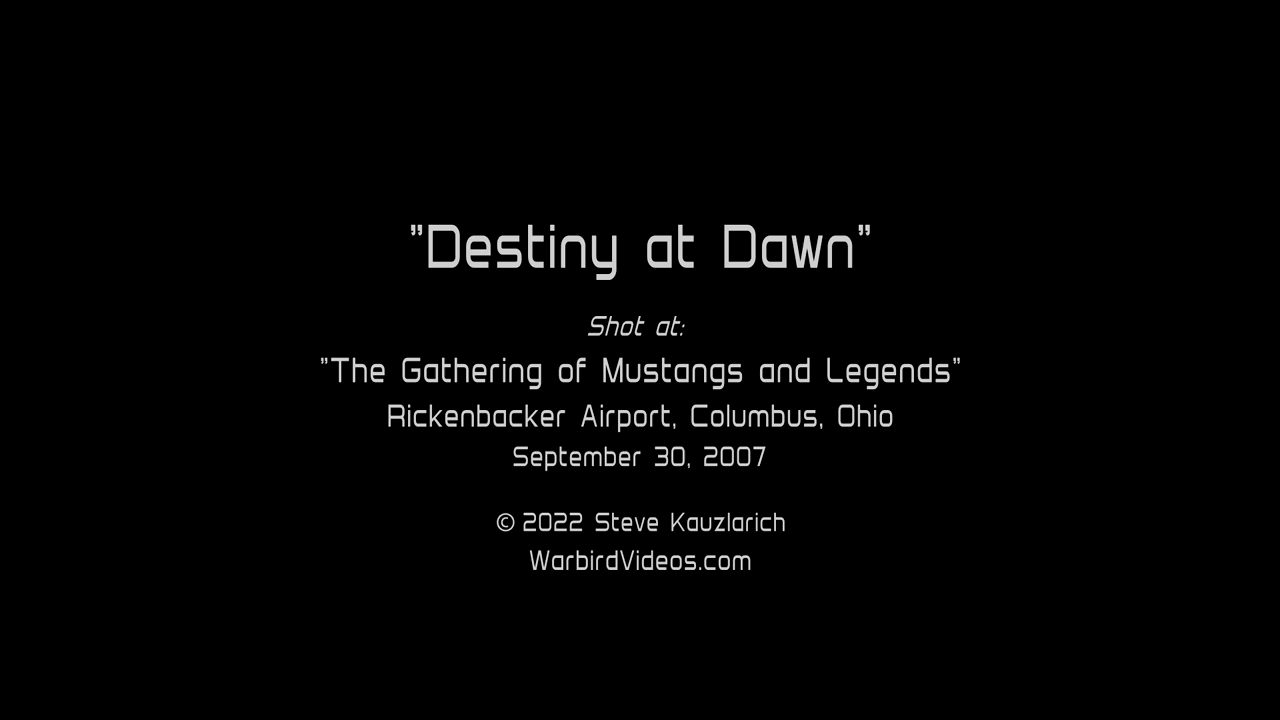 "Destiny at Dawn"
Shot at:
"The Gathering of Mustangs and Legends"
Rickenbacker Airport, Columbus, Ohio
September 30, 2007
© 2022 Steve Kauzlarich
WarbirdVideos.com